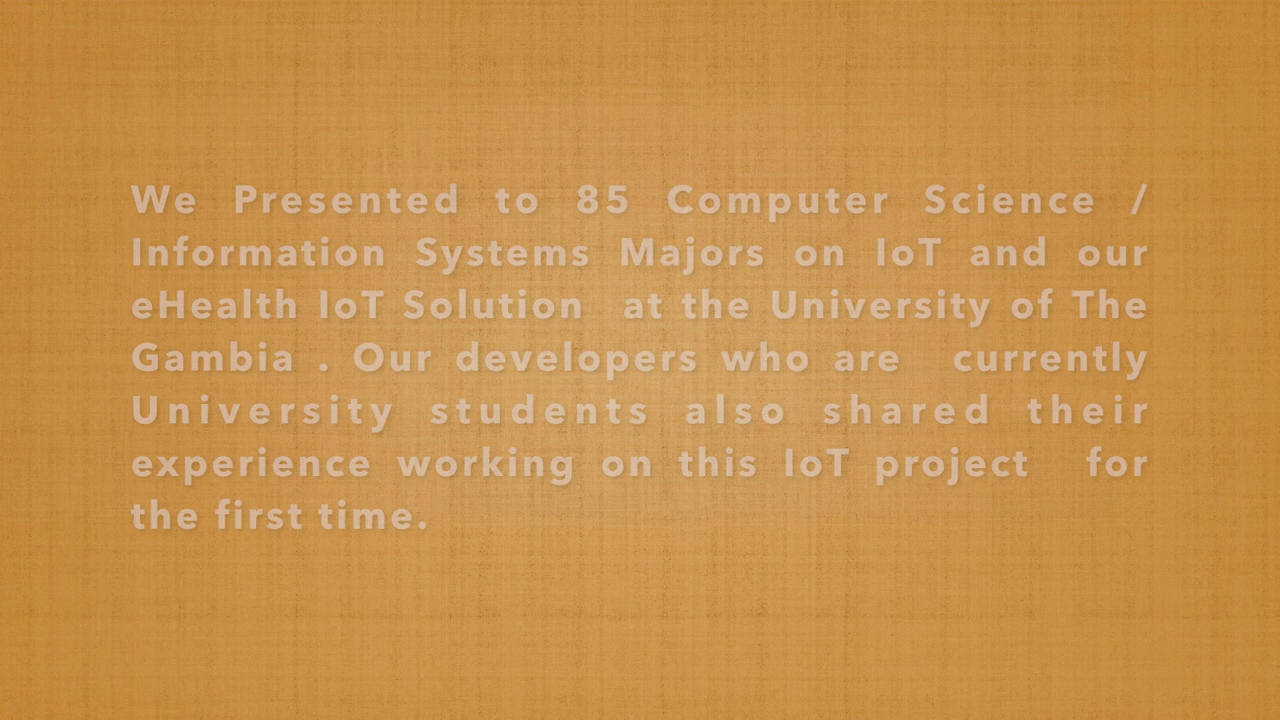 We Presented to 85 Computer Science /
Information Systems Majors on IoT and our
eHealth IoT Solution at the University of The
Gambia . Our developers who are currently
University students also shared their
experience working on this IoT project for
the first time.